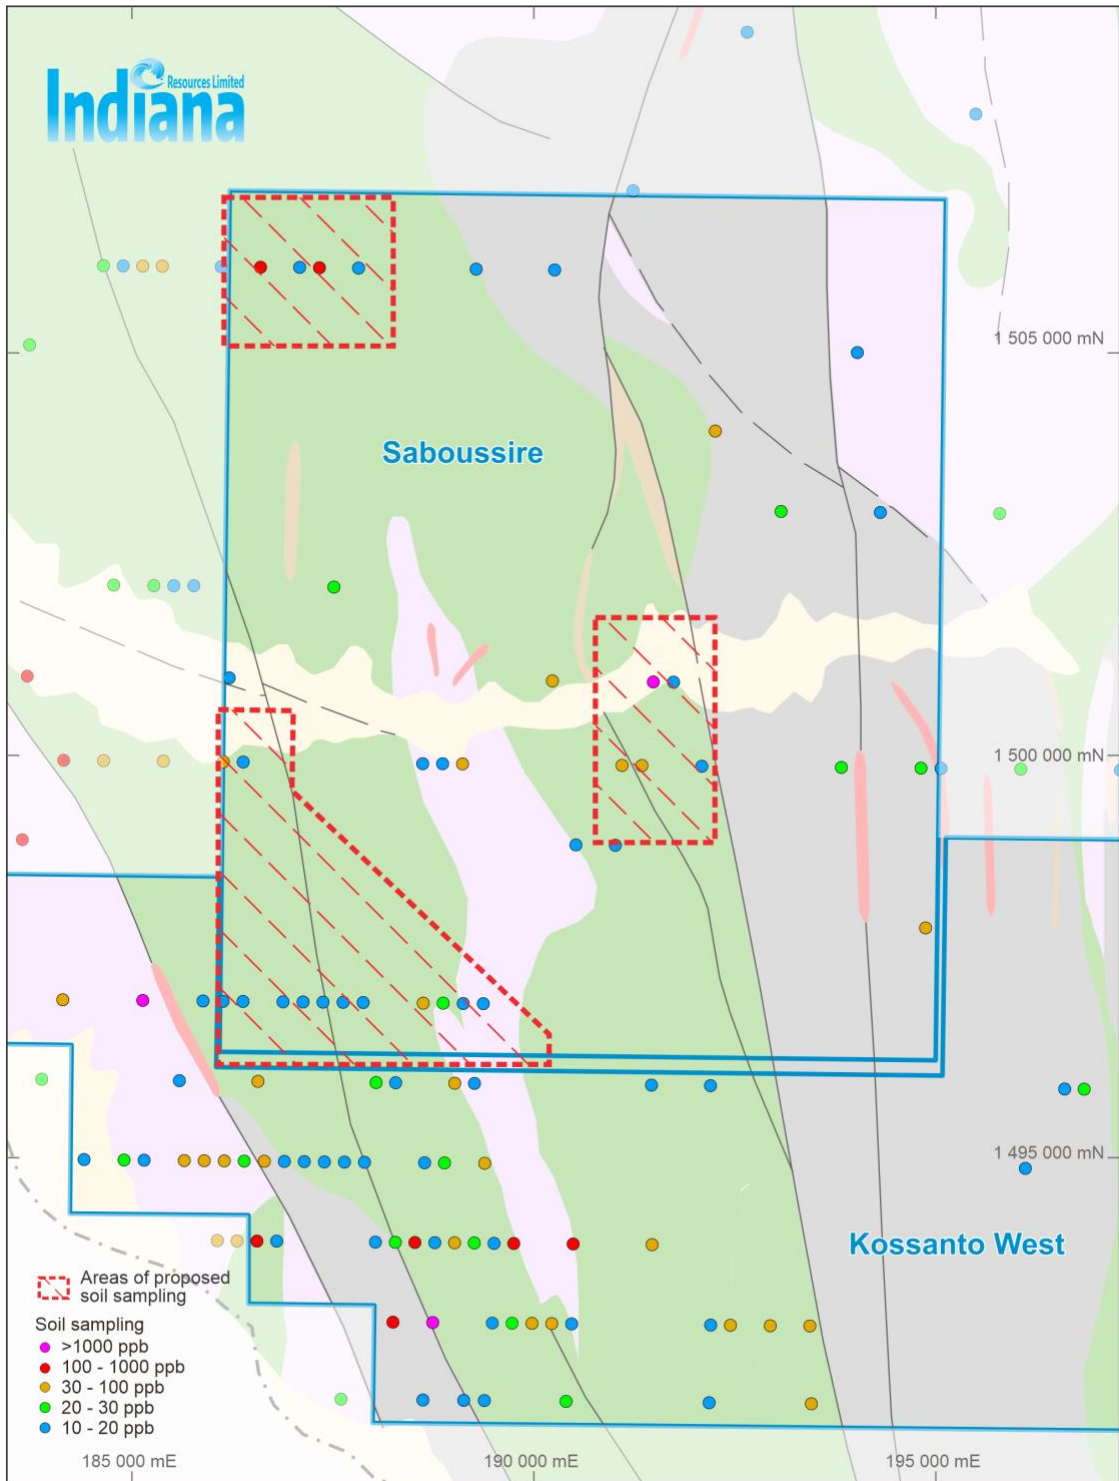 Indiana
Resources Limited
1 505 000 mN
Saboussire
1 500 000 mN
1 495 000 mN
Kossanto West
Areas of proposed
soil sampling
Soil sampling
>1000 ppb
100 - 1000 ppb
30 - 100 ppb
20 - 30 ppb
10 - 20 ppb
185 000 mE
190 000 mE
195 000 mE